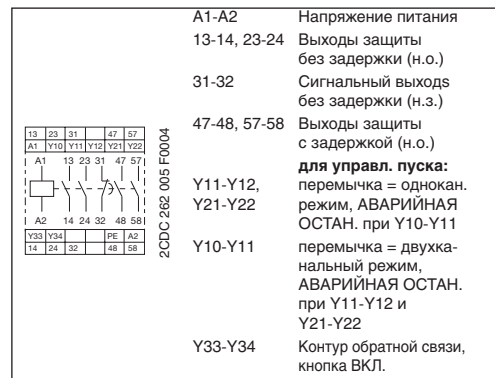 A1-A2 Напряжение питания
13-14, 23-24 Выходы защиты
без задержки (н.о.)
31-32 Сигнальный выходs
без задержки (н.з.)
47-48, 57-58 Выходы защиты
с задержкой (н.о.)
для управл. пуска:
Y11-Y12, перемычка = однокан.
Y21-Y22 режим, АВАРИЙНАЯ
ОСТАН. при Y10-Y11
Y10-Y11 перемычка = двухка-
нальный режим,
АВАРИЙНАЯ ОСТАН.
при Y11-Y12 и
Y21-Y22
Y33-Y34 Контур обратной связи,
кнопка ВКЛ.
13 23 31 47 57
A1 Y10 Y11 Y12 Y21 Y22
A1 13 23 31 47 57
A2 14 24 32 48 58
Y33 Y34 PE A2
14 24 32 48 58
2CDC 262 005 F0004